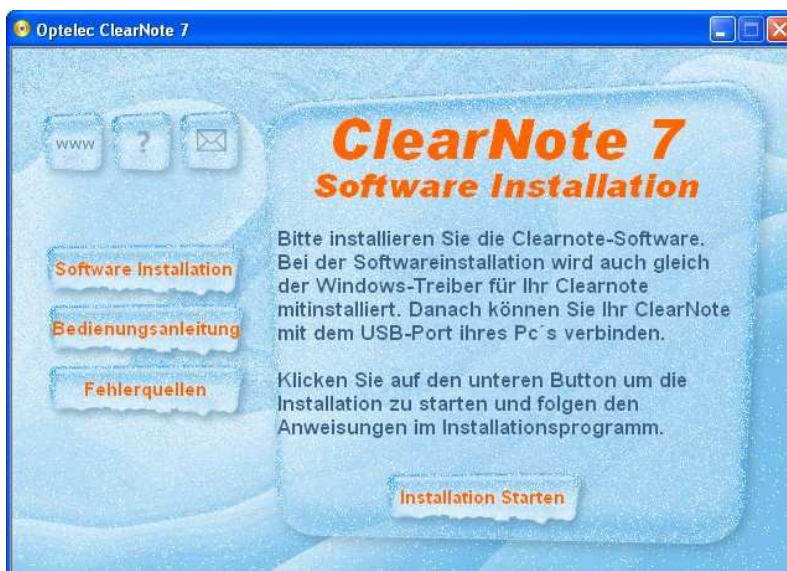 Optelec ClearNote 7
www
?
ClearNote 7
Software Installation
Software Installation
Bedienungsanleitung
Fehlerquellen
Bitte installieren Sie die Clearnote-Software.
Bei der Softwareinstallation wird auch gleich
der Windows-Treiber für Ihr Clearnote
mitinstalliert. Danach können Sie Ihr ClearNote
mit dem USB-Port ihres Pc´s verbinden.
Klicken Sie auf den unteren Button um die
Installation zu starten und folgen den
Anweisungen im Installationsprogramm.
Installation Starten